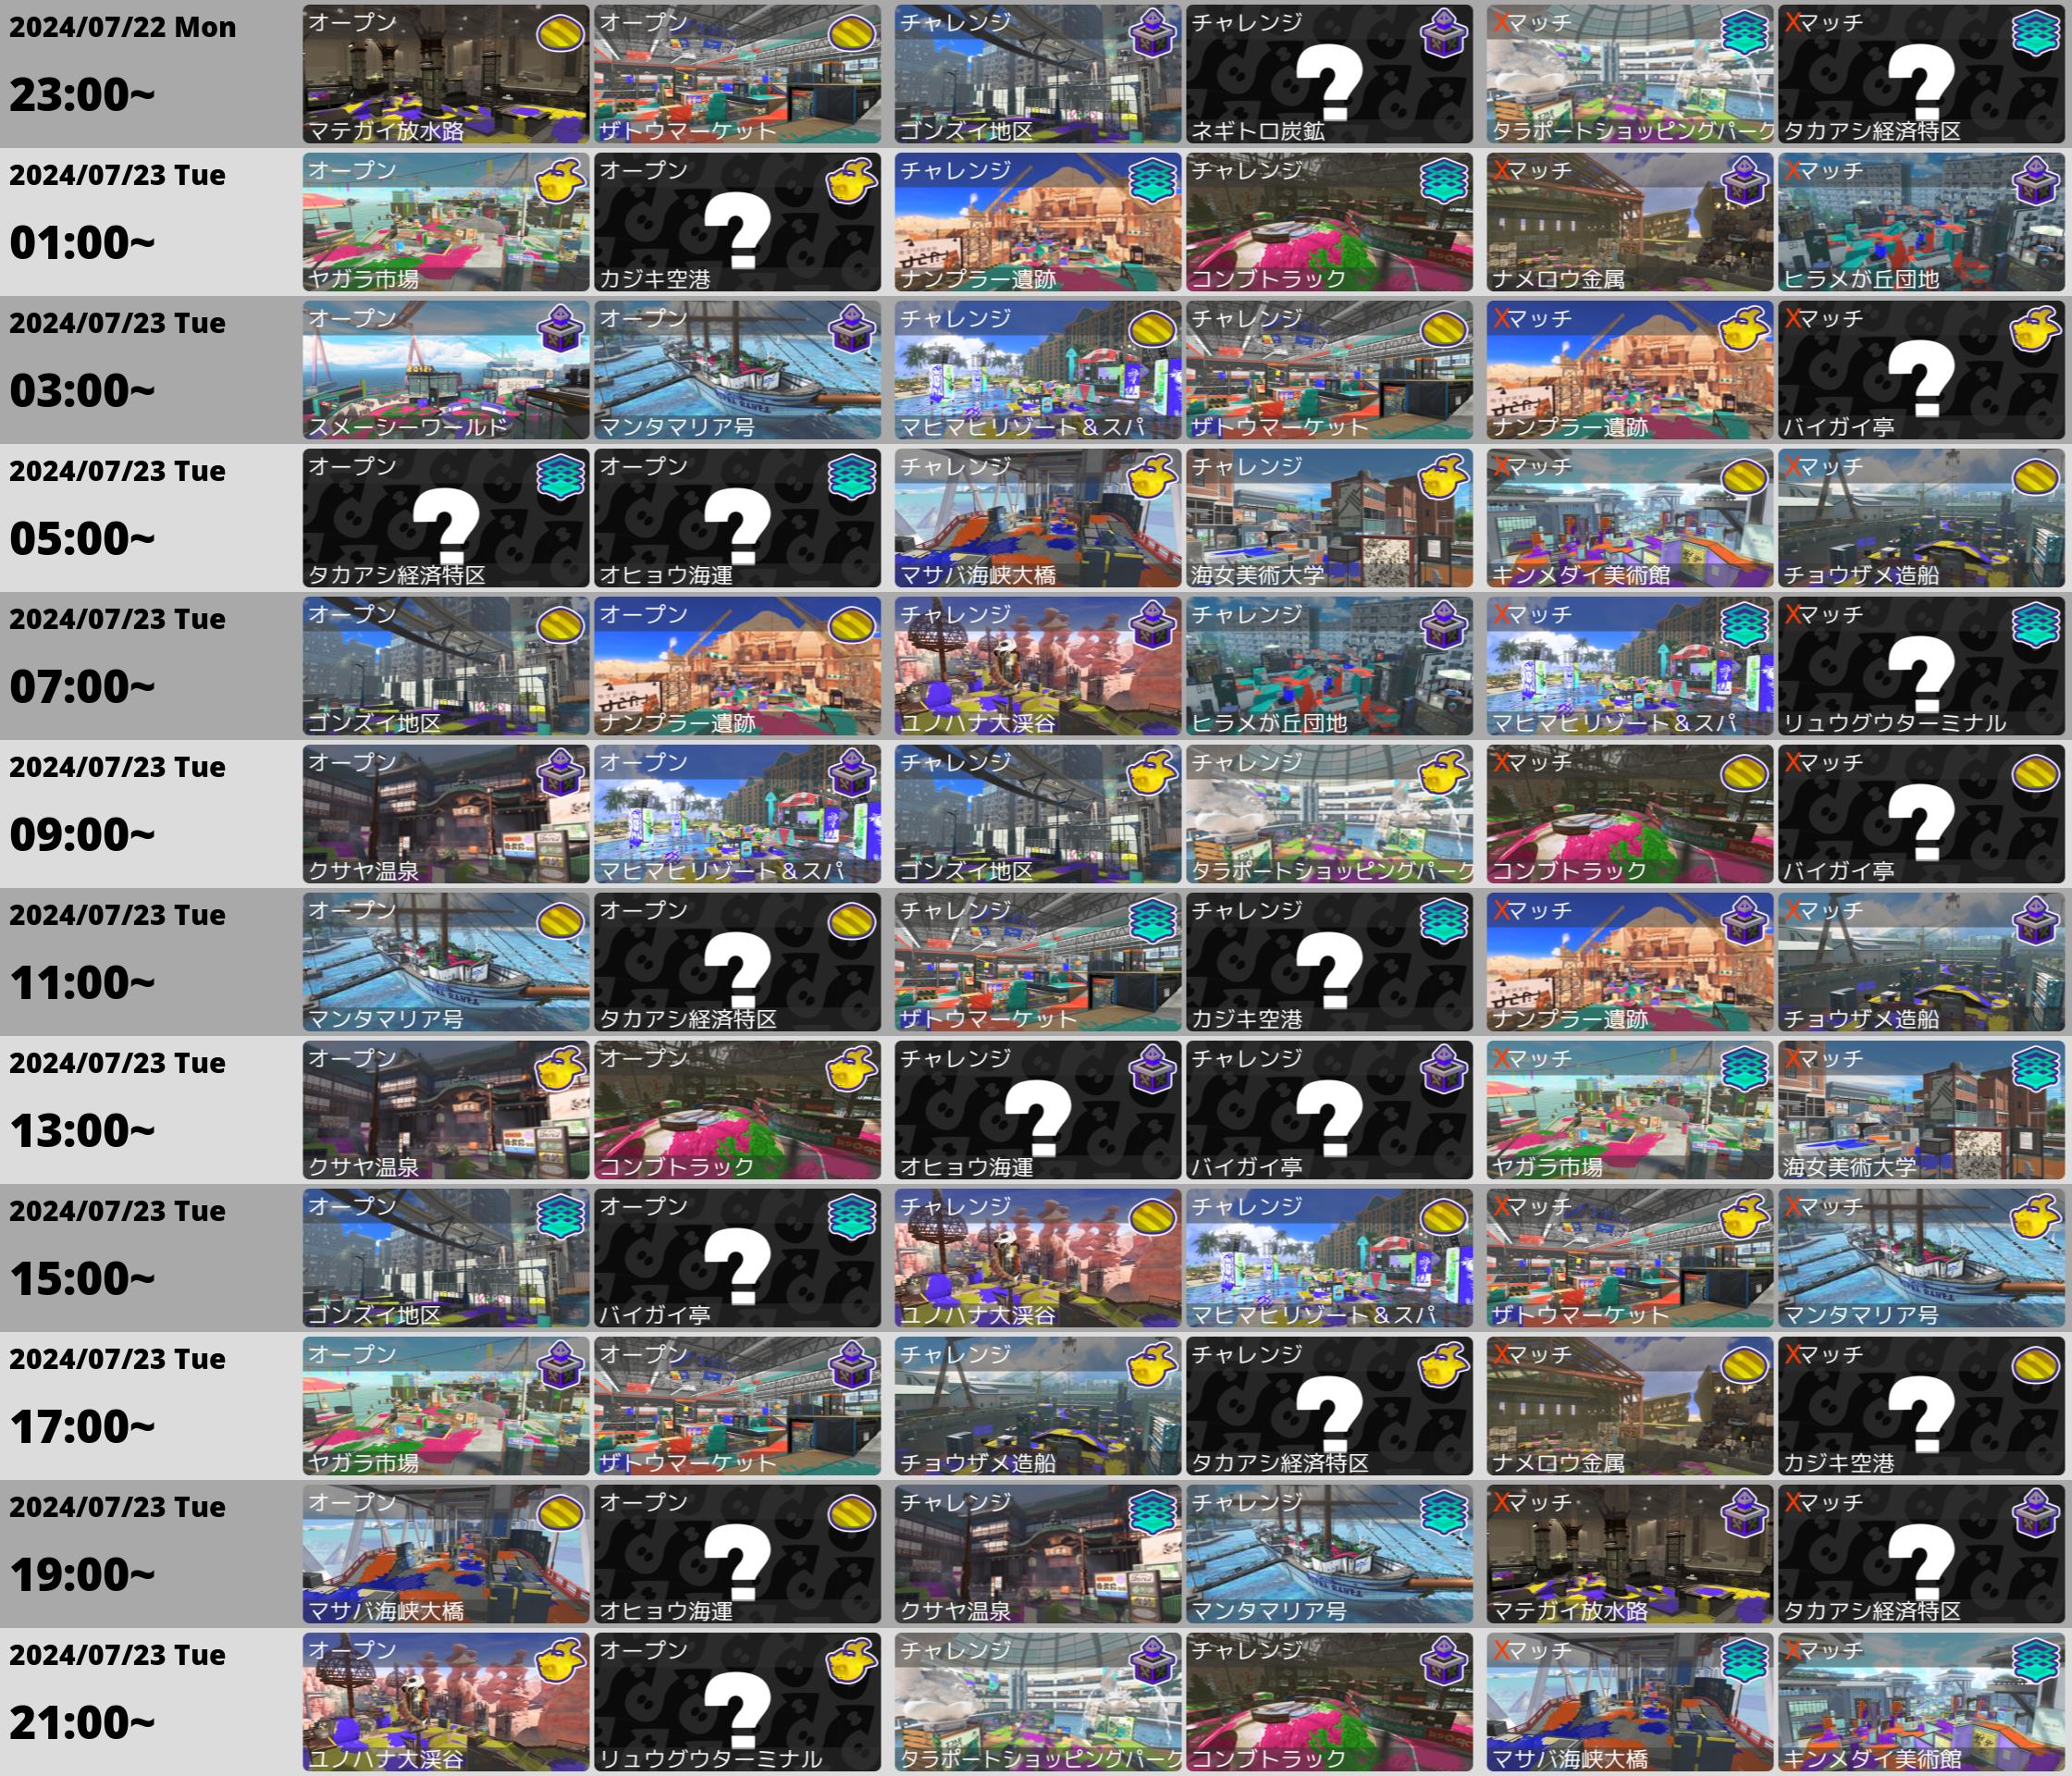 2024/07/22 Mon
23:00~
オープン
マテガイ放水路
オープン
ザトウマーケット
チャレンジ
ゴンズイ地区
チャレンジ
ネギトロ炭鉱
Xマッチ
タラポートショッピングパーク
Xマッチ
タカアシ経済特区
2024/07/23 Tue
01:00~
オープン
ヤガラ市場
オープン
カジキ空港
チャレンジ
ナンプラー遺跡
チャレンジ
コンブトラック
Xマッチ
ナメロウ金属
Xマッチ
ヒラメが丘団地
2024/07/23 Tue
03:00~
オープン
スメーシーワールド
オープン
マンタマリア号
チャレンジ
マヒマヒリゾート＆スパ
チャレンジ
ザトウマーケット
Xマッチ
ナンプラー遺跡
Xマッチ
バイガイ亭
2024/07/23 Tue
05:00~
オープン
タカアシ経済特区
オープン
オヒョウ海運
チャレンジ
マサバ海峡大橋
チャレンジ
海女美術大学
Xマッチ
キンメダイ美術館
Xマッチ
チョウザメ造船
2024/07/23 Tue
07:00~
オープン
ゴンズイ地区
オープン
ナンプラー遺跡
チャレンジ
ユノハナ大渓谷
チャレンジ
ヒラメが丘団地
Xマッチ
マヒマヒリゾート＆スパ
Xマッチ
リュウグウターミナル
2024/07/23 Tue
09:00~
オープン
クサヤ温泉
オープン
マヒマヒリゾート＆スパ
チャレンジ
ゴンズイ地区
チャレンジ
タラポートショッピングパーク
Xマッチ
コンブトラック
Xマッチ
バイガイ亭
2024/07/23 Tue
11:00~
オープン
マンタマリア号
オープン
タカアシ経済特区
チャレンジ
ザトウマーケット
チャレンジ
カジキ空港
Xマッチ
ナンプラー遺跡
Xマッチ
チョウザメ造船
2024/07/23 Tue
13:00~
オープン
クサヤ温泉
オープン
コンブトラック
チャレンジ
オヒョウ海運
チャレンジ
バイガイ亭
Xマッチ
ヤガラ市場
Xマッチ
海女美術大学
2024/07/23 Tue
15:00~
オープン
ゴンズイ地区
オープン
バイガイ亭
チャレンジ
ユノハナ大渓谷
チャレンジ
マヒマヒリゾート＆スパ
Xマッチ
ザトウマーケット
Xマッチ
マンタマリア号
2024/07/23 Tue
17:00~
オープン
ヤガラ市場
オープン
ザトウマーケット
チャレンジ
チョウザメ造船
チャレンジ
タカアシ経済特区
Xマッチ
ナメロウ金属
Xマッチ
カジキ空港
2024/07/23 Tue
19:00~
オープン
マサバ海峡大橋
オープン
オヒョウ海運
チャレンジ
クサヤ温泉
チャレンジ
マンタマリア号
Xマッチ
マテガイ放水路
Xマッチ
タカアシ経済特区
2024/07/23 Tue
21:00~
オープン
ユノハナ大渓谷
オープン
リュウグウターミナル
チャレンジ
タラポートショッピングパーク
チャレンジ
コンブトラック
Xマッチ
マサバ海峡大橋
Xマッチ
キンメダイ美術館